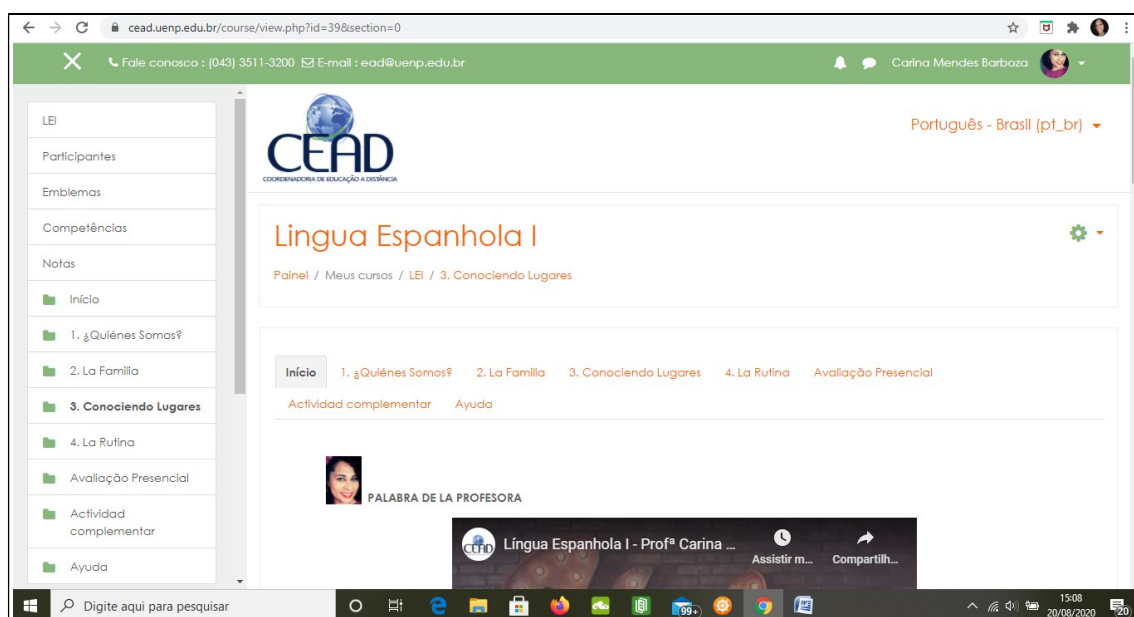 cead.uenp.edu.br/course/view.php?id=39&section=0
Fale conosco : (043) 3511-3200 E-mail : ead@uenp.edu.br
Carina Mendes Barboza
LEI
Participantes
Emblemas
Competências
Notas
Início
1. ¿Quiénes Somos?
2. La Familia
3. Conociendo Lugares
4. La Rutina
Avaliação Presencial
Actividad
complementar
Ayuda
CEAD
COORDENADORIA DE EDUCAÇÃO A DISTÂNCIA
Português - Brasil (pt_br)
Lingua Espanhola I
Painel / Meus cursos / LEI / 3. Conociendo Lugares
Início 1. ¿Quiénes Somos? 2. La Familia 3. Conociendo Lugares 4. La Rutina Avaliação Presencial
Actividad complementar Ayuda
PALABRA DE LA PROFESORA
CEAD
Língua Espanhola I - Profª Carina ...
Assistir m...
Compartilh...
Digite aqui para pesquisar
99+
15:08
20/08/2020
20